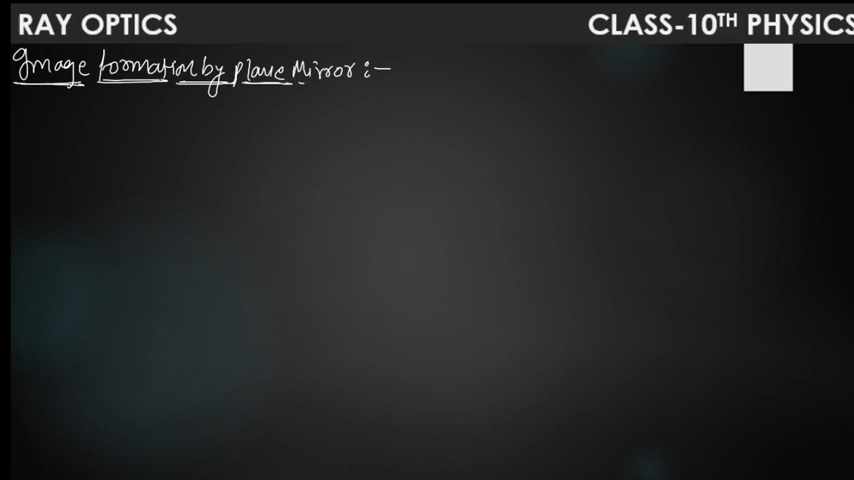 RAY OPTICS
CLASS-10TH PHYSICS
Image formation by plane Mirror :-